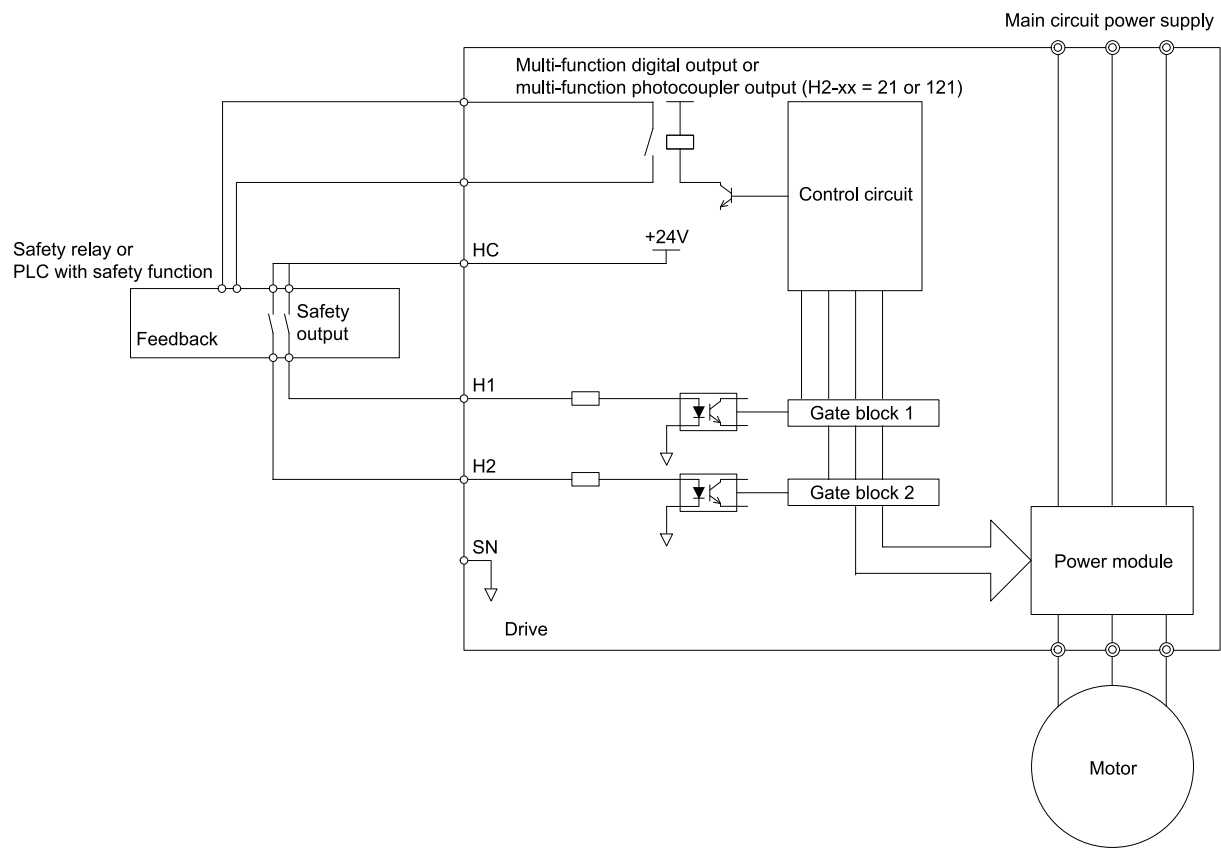 Main circuit power supply
Multi-function digital output or
multi-function photocoupler output (H2-xx = 21 or 121)
Control circuit
+24V
HC
Safety relay or
PLC with safety function
Safety
output
Feedback
H1
Gate block 1
H2
Gate block 2
SN
Power module
Drive
Motor